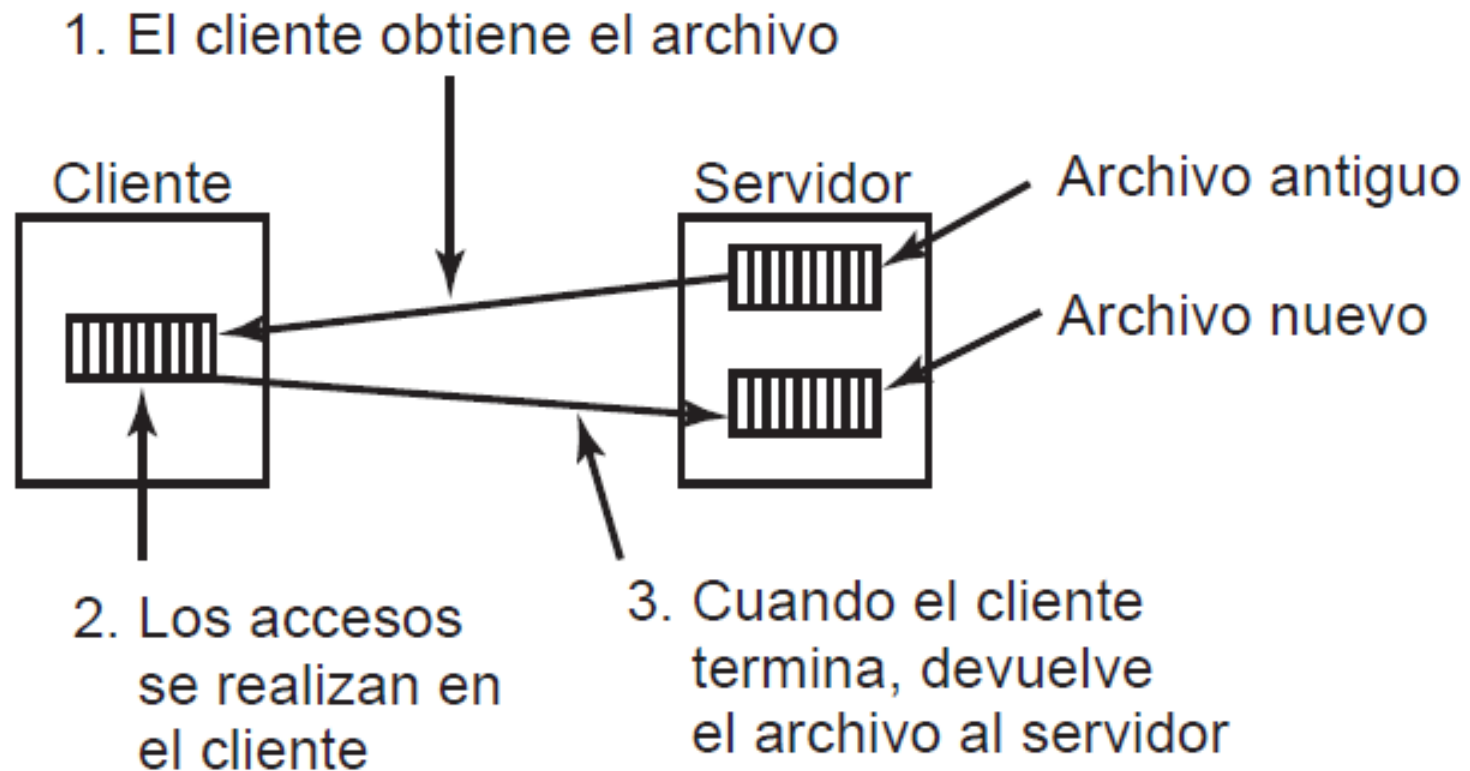 1. El cliente obtiene el archivo
Cliente
Servidor
Archivo antiguo
Archivo nuevo
2. Los accesos
se realizan en
el cliente
3. Cuando el cliente
termina, devuelve
el archivo al servidor